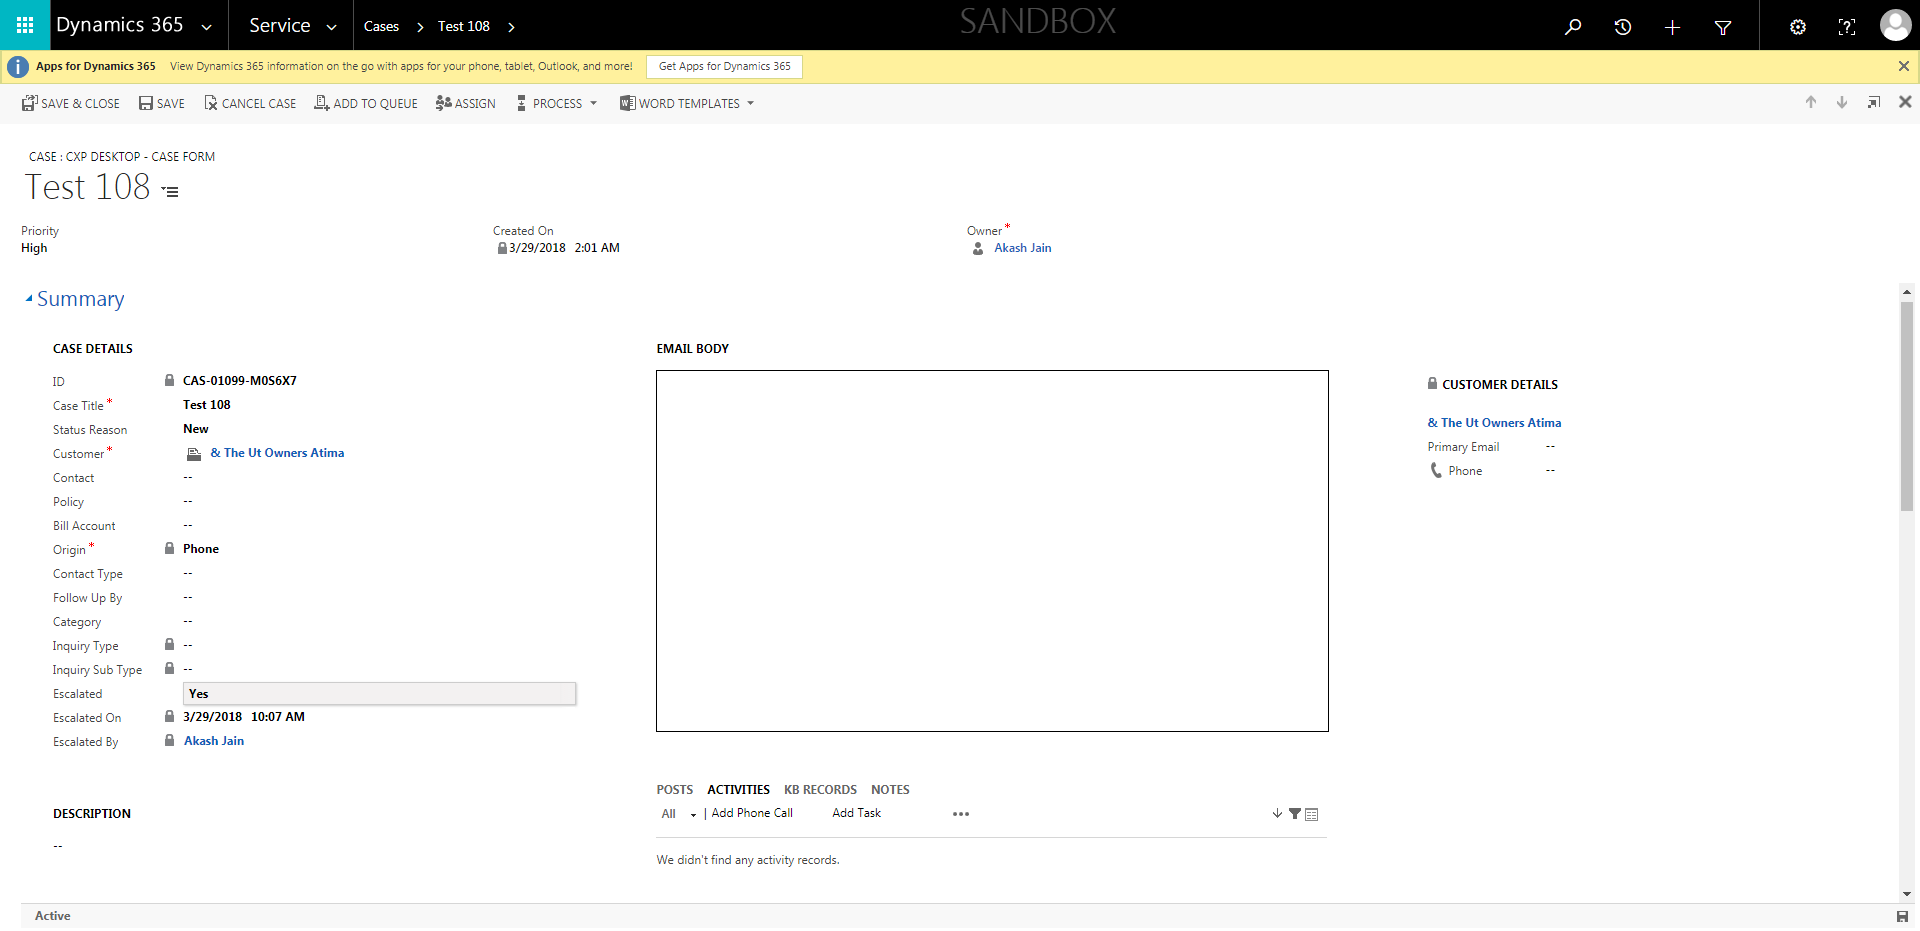 Dynamics 365 Service Cases Test 108 SANDBOX
Apps for Dynamics 365 View Dynamics 365 information on the go with apps for your phone, tablet, Outlook, and more! Get Apps for Dynamics 365
SAVE & CLOSE SAVE CANCEL CASE ADD TO QUEUE ASSIGN PROCESS WORD TEMPLATES
CASE : CXP DESKTOP - CASE FORM
Test 108
Priority Created On Owner*
High 3/29/2018 2:01 AM Akash Jain
Summary
CASE DETAILS
ID CAS-01099-M0S6X7
Case Title* Test 108
Status Reason New
Customer* & The Ut Owners Atima
Contact --
Policy --
Bill Account --
Origin* Phone
Contact Type --
Follow Up By --
Category --
Inquiry Type --
Inquiry Sub Type --
Escalated Yes
Escalated On 3/29/2018 10:07 AM
Escalated By Akash Jain
DESCRIPTION
--
EMAIL BODY
POSTS ACTIVITIES KB RECORDS NOTES
All | Add Phone Call Add Task •••
We didn't find any activity records.
CUSTOMER DETAILS
& The Ut Owners Atima
Primary Email --
Phone --
Active